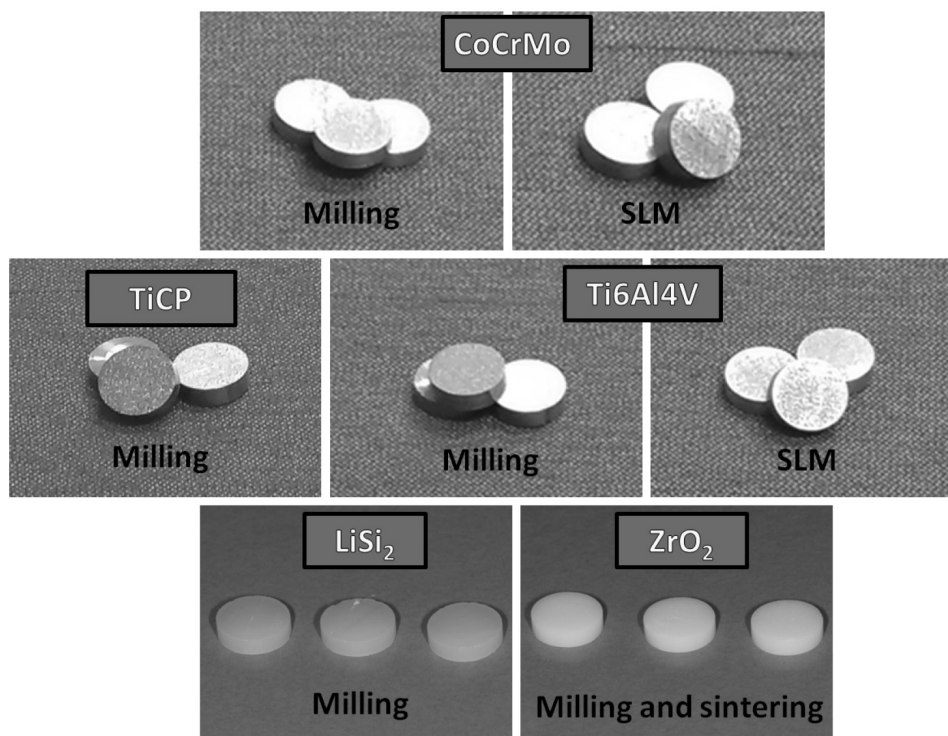 CoCrMo
Milling
SLM
TiCP
Ti6Al4V
Milling
Milling
SLM
LiSi₂
ZrO₂
Milling
Milling and sintering